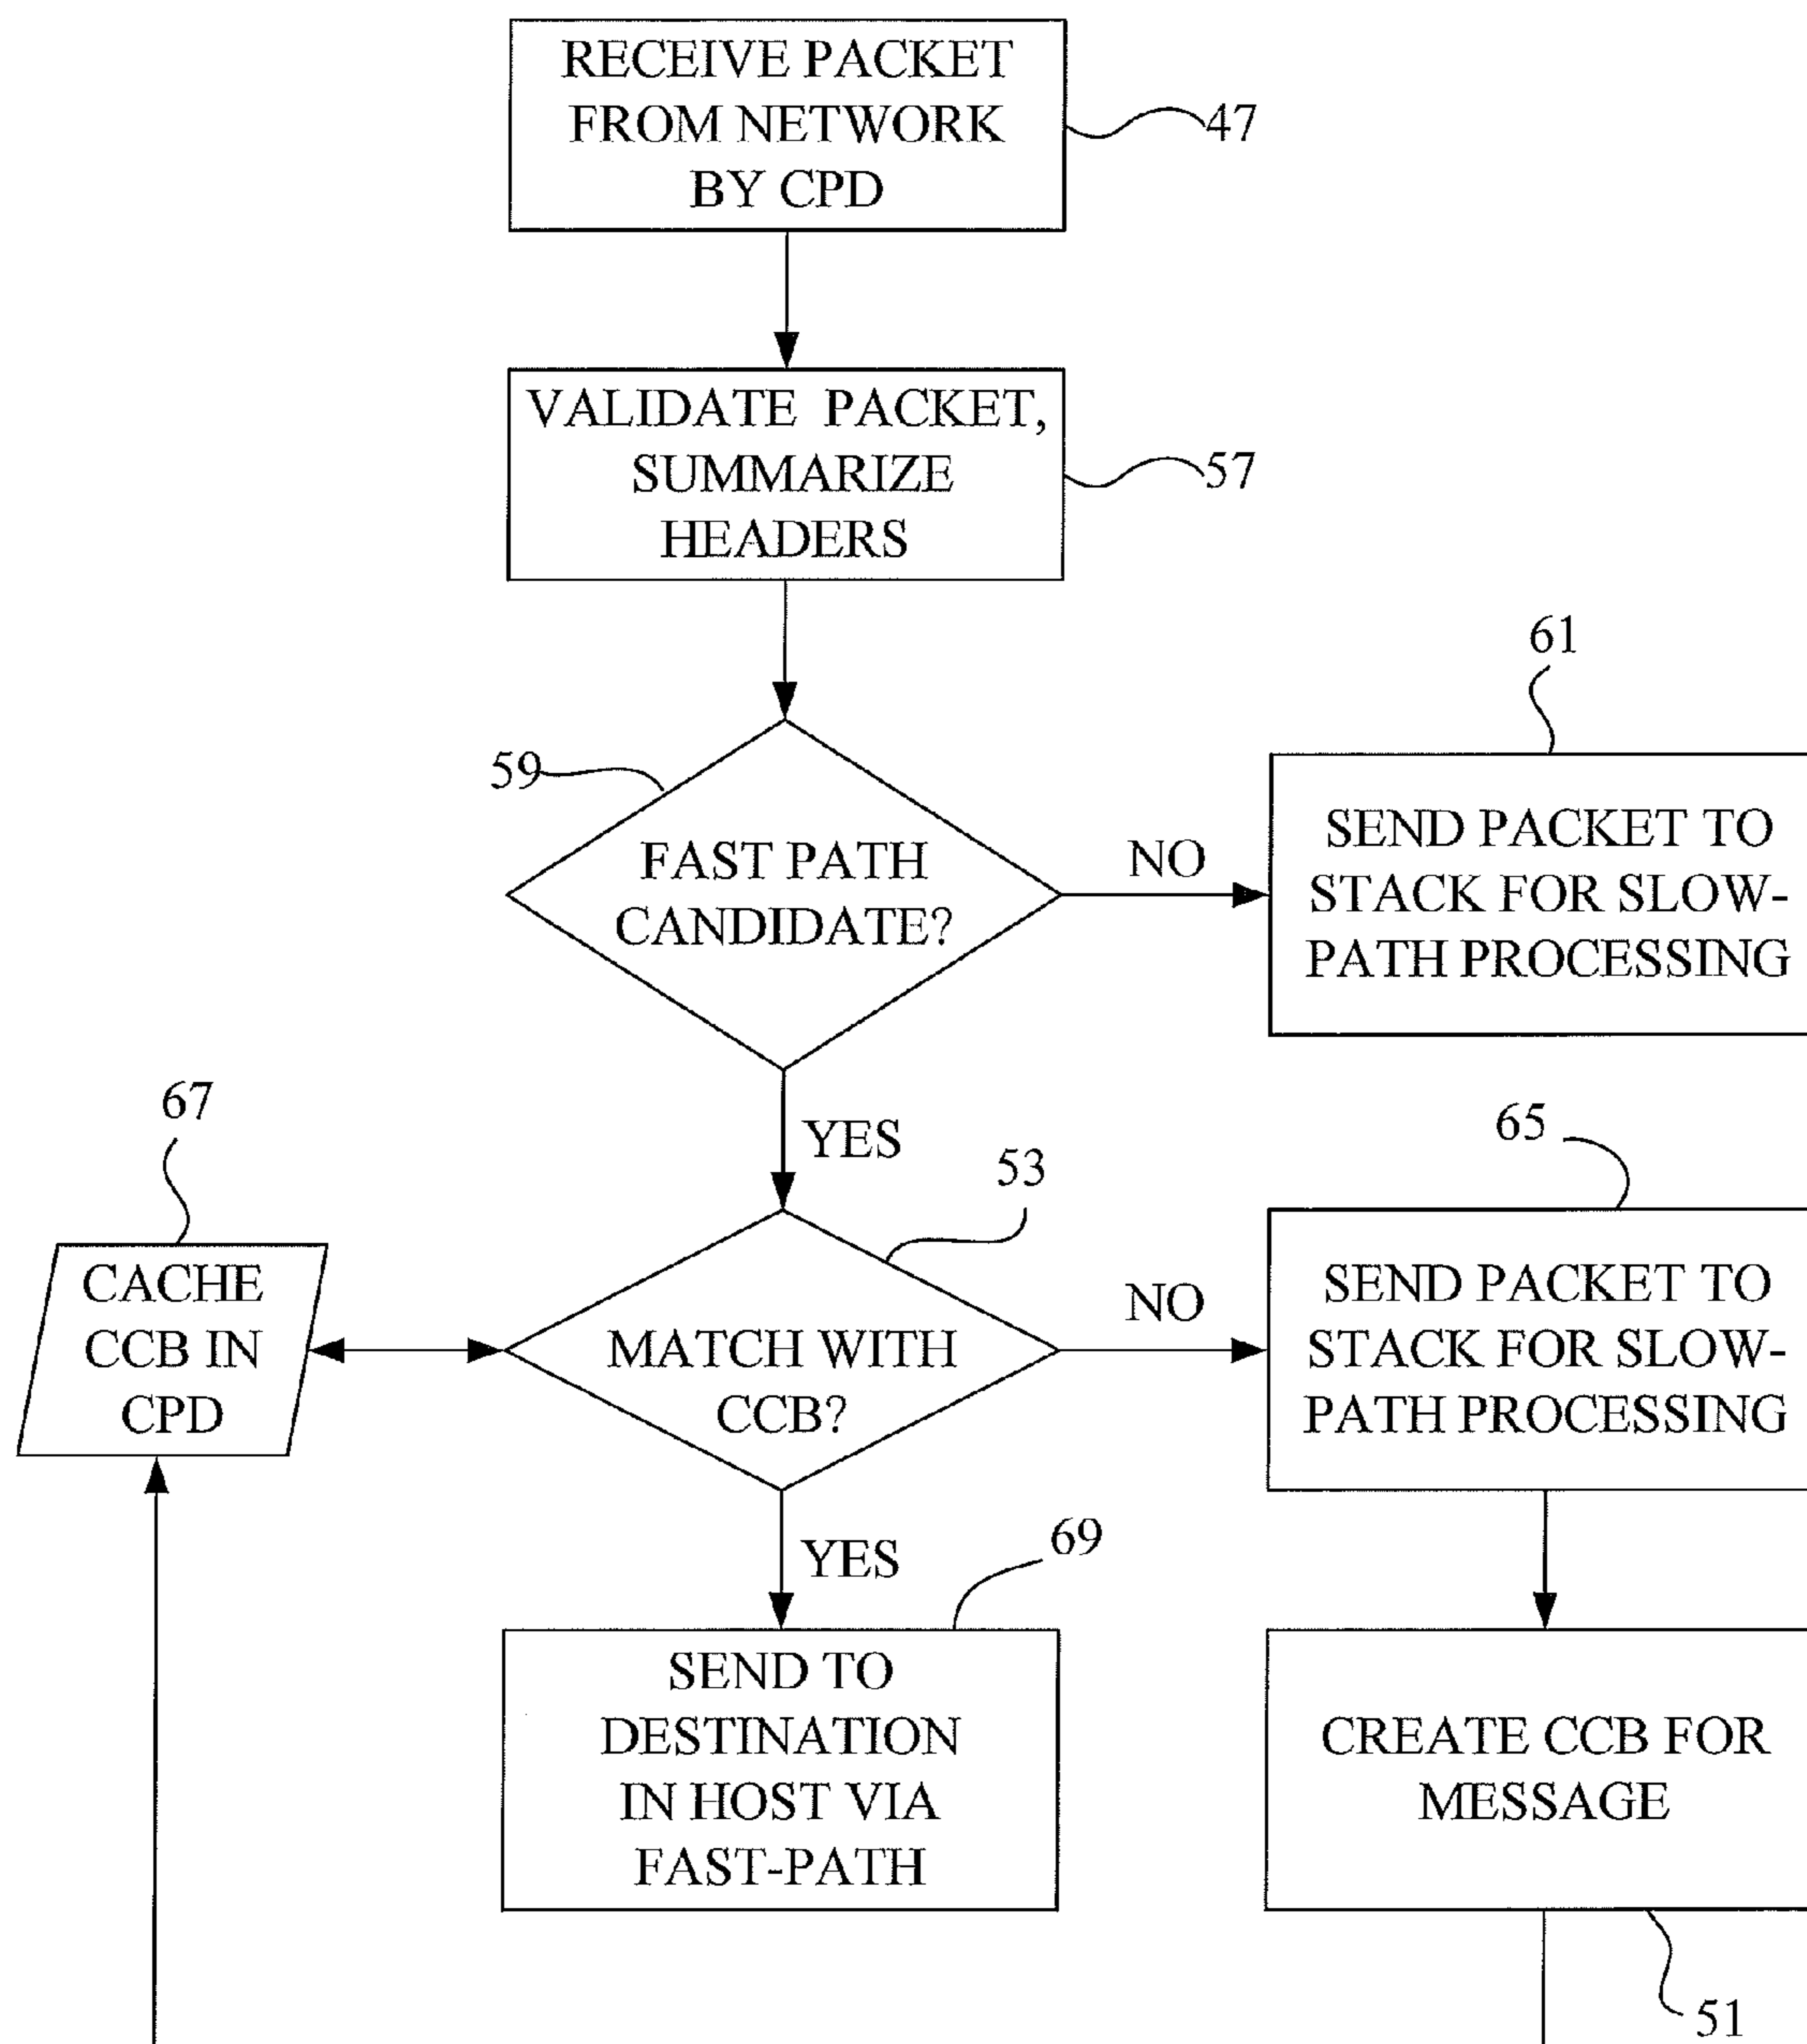 RECEIVE PACKET
FROM NETWORK
BY CPD
47
VALIDATE PACKET,
SUMMARIZE
HEADERS
57
59
FAST PATH
CANDIDATE?
NO
61
SEND PACKET TO
STACK FOR SLOW-
PATH PROCESSING
YES
67
CACHE
CCB IN
CPD
53
MATCH WITH
CCB?
NO
65
SEND PACKET TO
STACK FOR SLOW-
PATH PROCESSING
YES
69
SEND TO
DESTINATION
IN HOST VIA
FAST-PATH
CREATE CCB FOR
MESSAGE
51